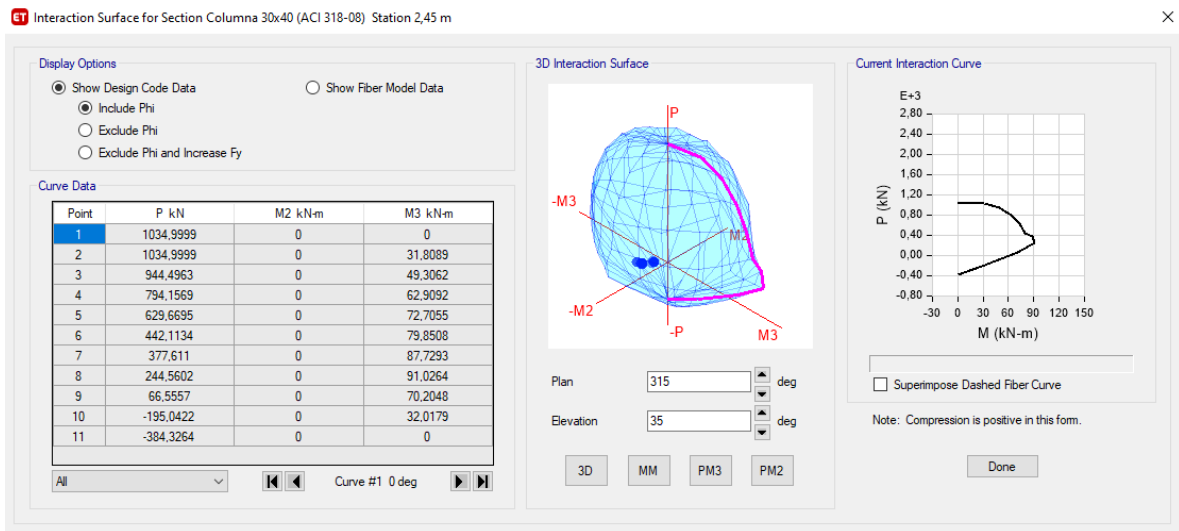 ET Interaction Surface for Section Columna 30x40 (ACI 318-08) Station 2,45 m
Display Options
Show Design Code Data
Show Fiber Model Data
Include Phi
Exclude Phi
Exclude Phi and Increase Fy
Curve Data
Point P kN M2 kN-m M3 kN-m
1 1034,9999 0 0
2 1034,9999 0 31,8089
3 944,4963 0 49,3062
4 794,1569 0 62,9092
5 629,6695 0 72,7055
6 442,1134 0 79,8508
7 377,611 0 87,7293
8 244,5602 0 91,0264
9 66,5557 0 70,2048
10 -195,0422 0 32,0179
11 -384,3264 0 0
All
Curve #1 0 deg
3D Interaction Surface
P
-M3
M2
-M2
-P
M3
Plan 315 deg
Elevation 35 deg
3D MM PM3 PM2
Current Interaction Curve
E+3
2,80
2,40
2,00
1,60
1,20
0,80
0,40
0,00
-0,40
-0,80
P (kN)
-30 0 30 60 90 120 150
M (kN-m)
Superimpose Dashed Fiber Curve
Note: Compression is positive in this form.
Done